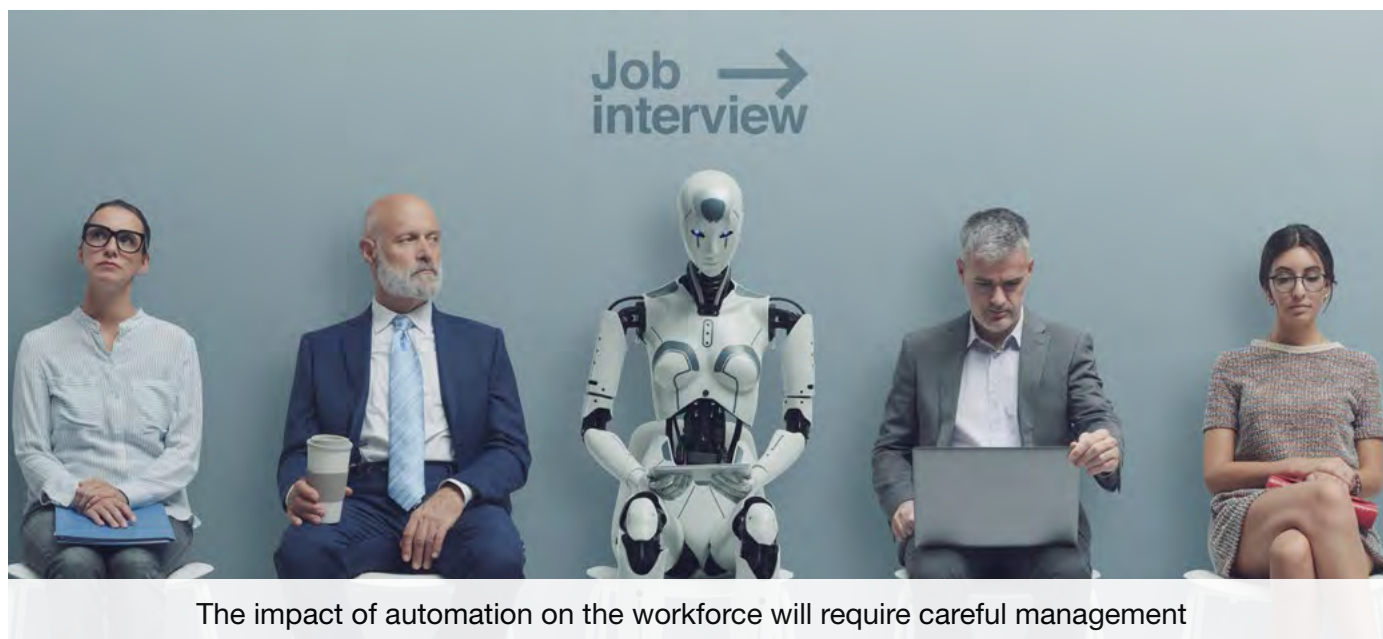 Job
interview
The impact of automation on the workforce will require careful management